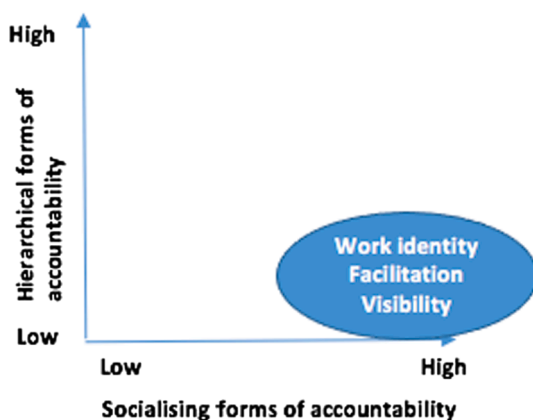 High
Hierarchical forms of
accountability
Work identity
Facilitation
Visibility
Low
Low
High
Socialising forms of accountability